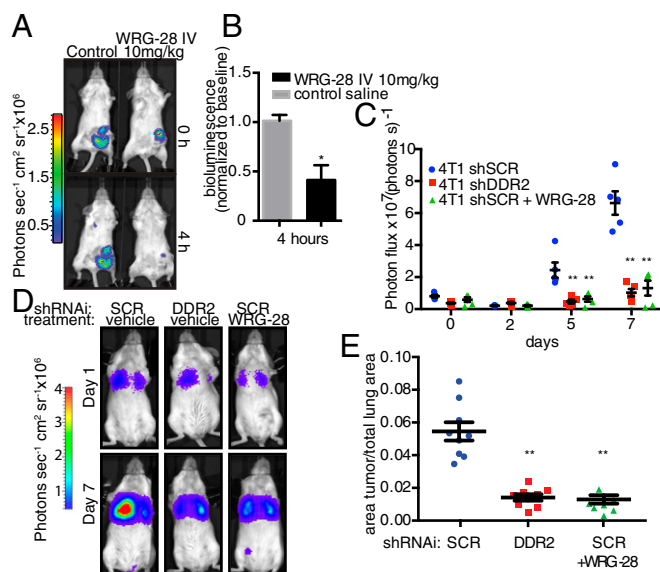 A
Control
WRG-28 IV
10mg/kg
0 h
4 h
Photons sec⁻¹ cm² sr⁻¹x10⁶
2.5
1.5
0.5
B
bioluminescence
(normalized to baseline)
1.5
1.0
0.5
0.0
WRG-28 IV 10mg/kg
control saline
*
4 hours
C
Photon flux x10⁷(photons s)⁻¹
10
8
6
4
2
0
4T1 shSCR
4T1 shDDR2
4T1 shSCR + WRG-28
** **
** **
0 2 5 7
days
D
shRNAi: SCR DDR2 SCR
treatment: vehicle vehicle WRG-28
Day 1
Day 7
Photons sec⁻¹ cm² sr⁻¹x10⁶
4
3
2
1
E
area tumor/total lung area
0.10
0.08
0.06
0.04
0.02
0.00
** **
shRNAi: SCR DDR2 SCR
+WRG-28